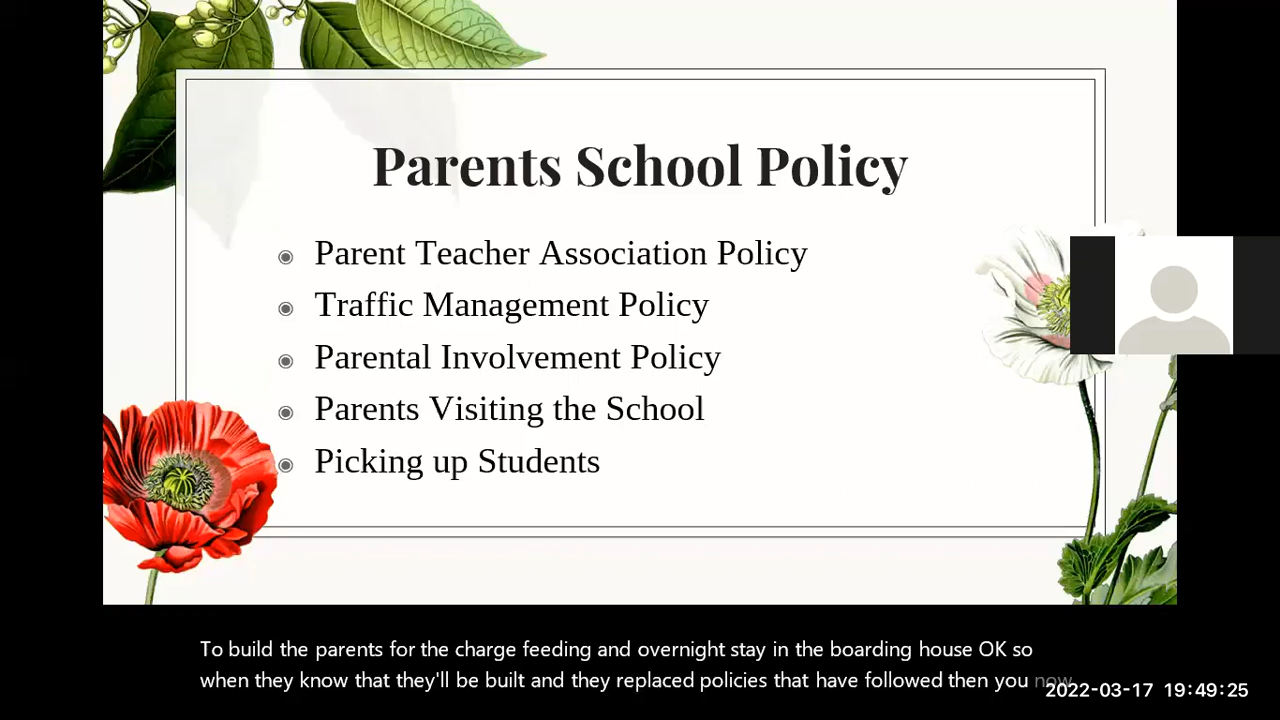 Parents School Policy
Parent Teacher Association Policy
Traffic Management Policy
Parental Involvement Policy
Parents Visiting the School
Picking up Students
To build the parents for the charge feeding and overnight stay in the boarding house OK so
when they know that they'll be built and they replaced policies that have followed then you now
2022-03-17 19:49:25